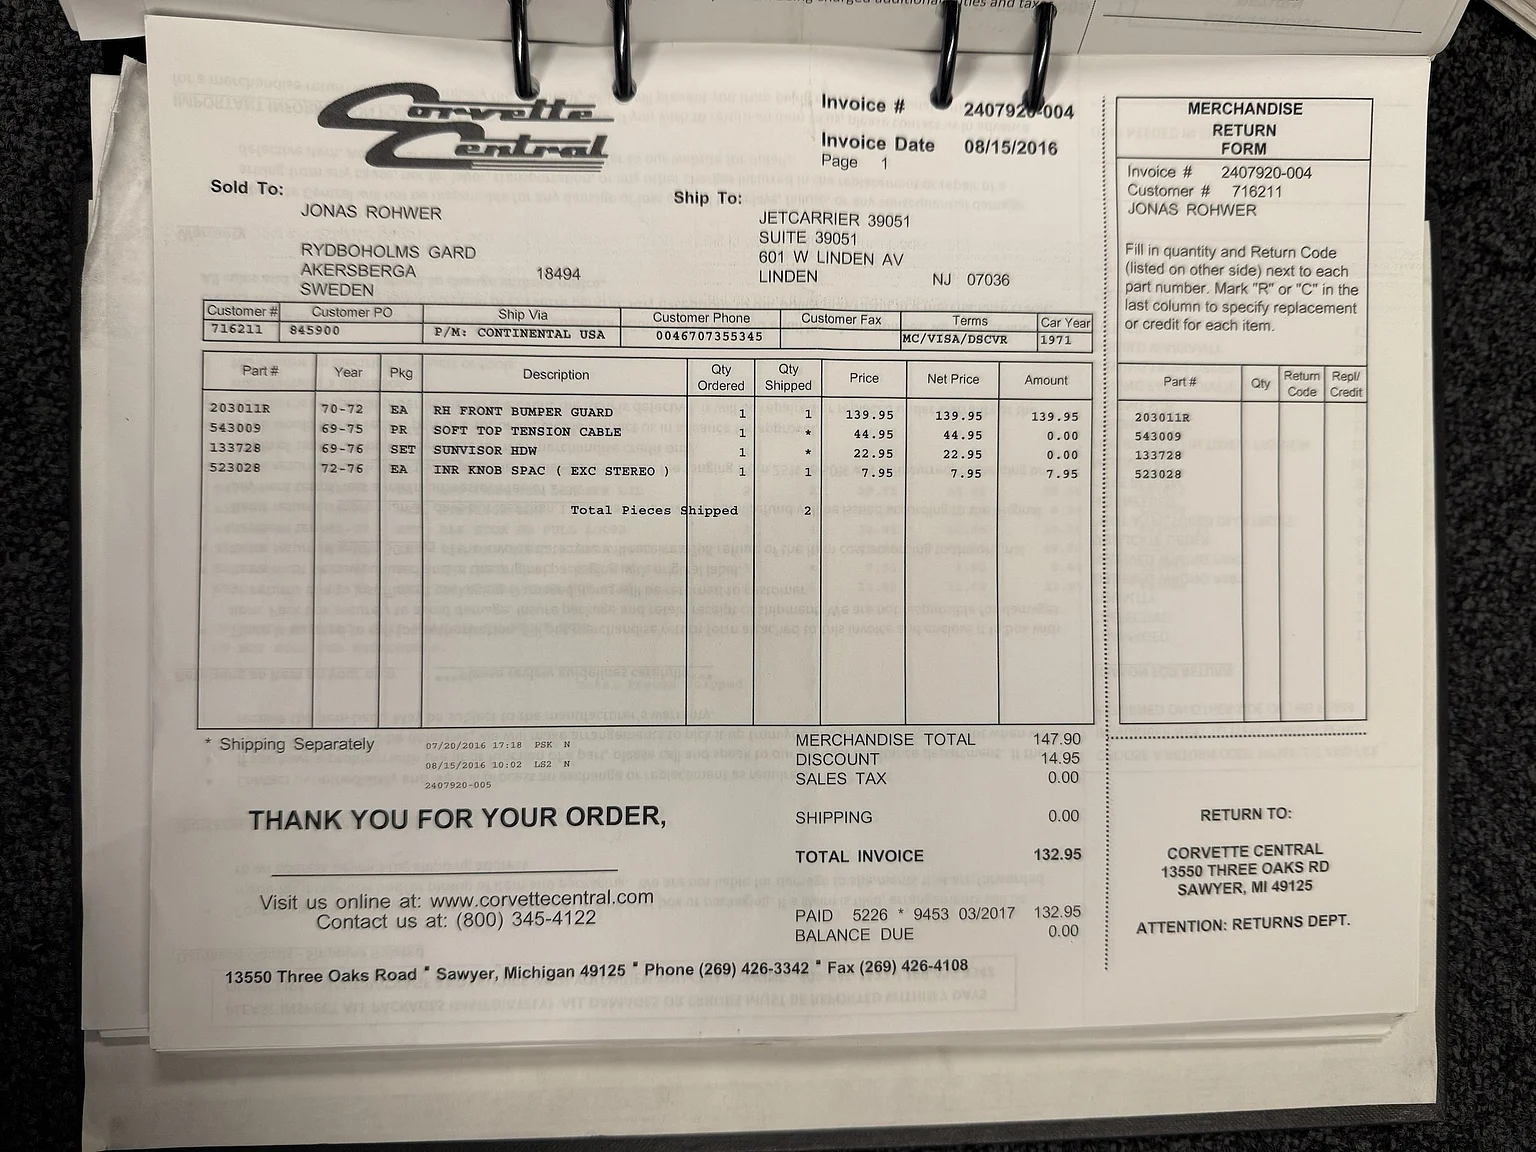 ties and tax
Corvette
Central
Invoice # 2407920-004
Invoice Date 08/15/2016
Page 1
Sold To:
JONAS ROHWER
RYDBOHOLMS GARD
AKERSBERGA 18494
SWEDEN
Ship To:
JETCARRIER 39051
SUITE 39051
601 W LINDEN AV
LINDEN NJ 07036
Customer # Customer PO Ship Via Customer Phone Customer Fax Terms Car Year
716211 845900 P/M: CONTINENTAL USA 0046707355345 MC/VISA/DSCVR 1971
Part # Year Pkg Description Qty Ordered Qty Shipped Price Net Price Amount
203011R 70-72 EA RH FRONT BUMPER GUARD 1 1 139.95 139.95 139.95
543009 69-75 PR SOFT TOP TENSION CABLE 1 * 44.95 44.95 0.00
133728 69-76 SET SUNVISOR HDW 1 * 22.95 22.95 0.00
523028 72-76 EA INR KNOB SPAC ( EXC STEREO ) 1 1 7.95 7.95 7.95
Total Pieces Shipped 2
* Shipping Separately
07/20/2016 17:18 PSK N
08/15/2016 10:02 LS2 N
2407920-005
MERCHANDISE TOTAL 147.90
DISCOUNT 14.95
SALES TAX 0.00
SHIPPING 0.00
TOTAL INVOICE 132.95
PAID 5226 * 9453 03/2017 132.95
BALANCE DUE 0.00
THANK YOU FOR YOUR ORDER,
Visit us online at: www.corvettecentral.com
Contact us at: (800) 345-4122
13550 Three Oaks Road * Sawyer, Michigan 49125 * Phone (269) 426-3342 * Fax (269) 426-4108
MERCHANDISE
RETURN
FORM
Invoice # 2407920-004
Customer # 716211
JONAS ROHWER
Fill in quantity and Return Code
(listed on other side) next to each
part number. Mark "R" or "C" in the
last column to specify replacement
or credit for each item.
Part # Qty Return Code Repl/ Credit
203011R
543009
133728
523028
RETURN TO:
CORVETTE CENTRAL
13550 THREE OAKS RD
SAWYER, MI 49125
ATTENTION: RETURNS DEPT.